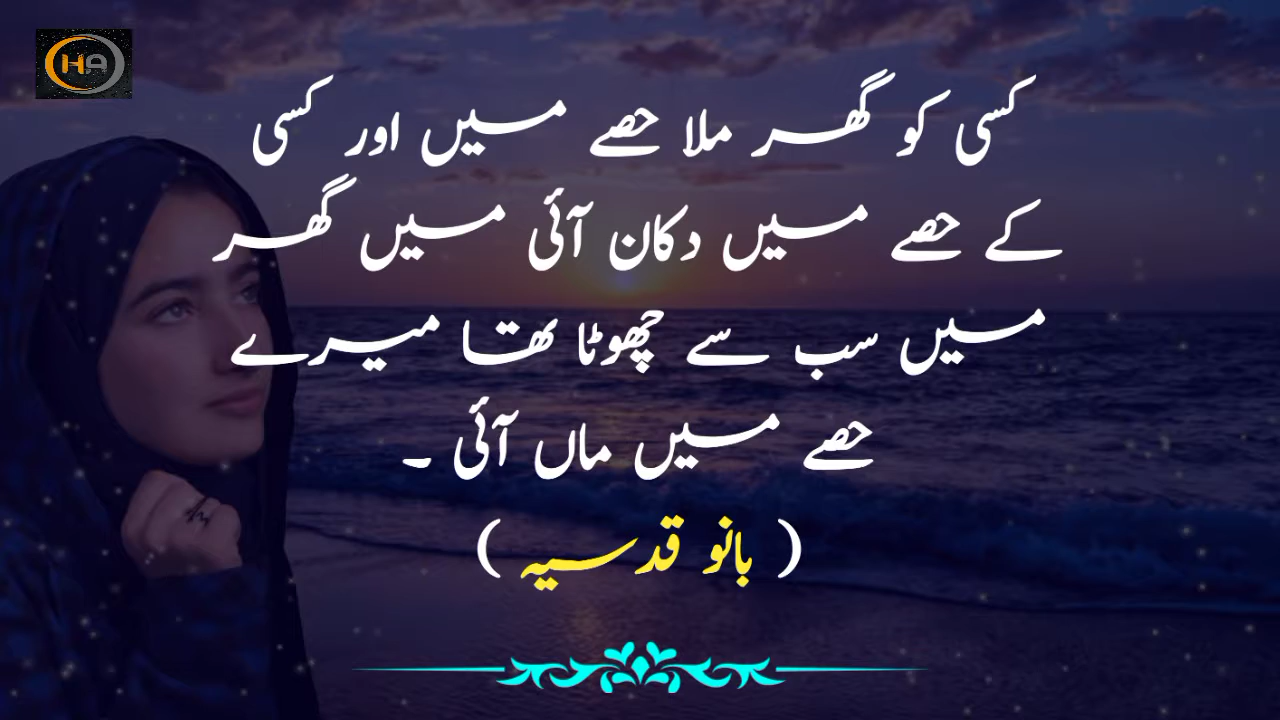 HA
کسی کو گھر ملا حصے میں اور کسی
کے حصے میں دکان آئی میں گھر
میں سب سے چھوٹا تھا میرے
حصے میں ماں آئی ۔
( بانو قدسیہ )